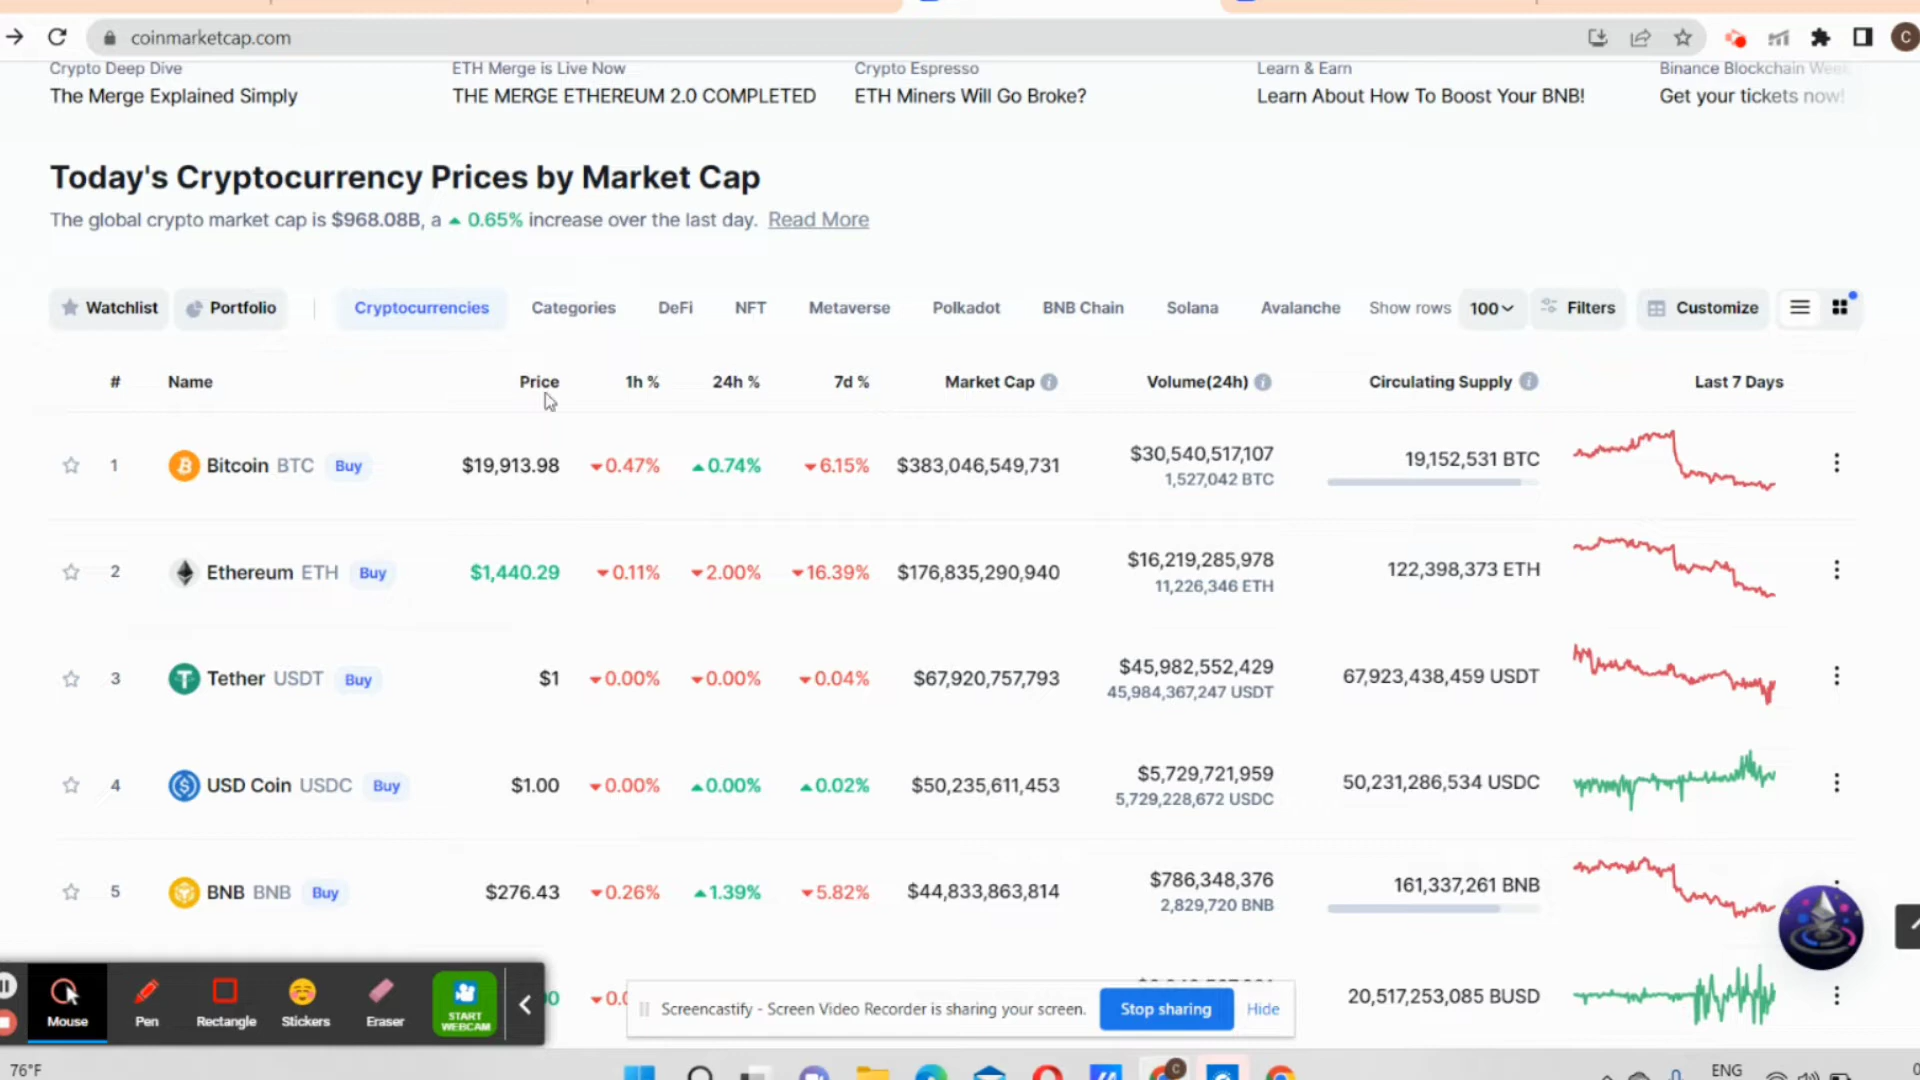 coinmarketcap.com
C
Crypto Deep Dive
The Merge Explained Simply
ETH Merge is Live Now
THE MERGE ETHEREUM 2.0 COMPLETED
Crypto Espresso
ETH Miners Will Go Broke?
Learn & Earn
Learn About How To Boost Your BNB!
Binance Blockchain Week
Get your tickets now!
Today's Cryptocurrency Prices by Market Cap
The global crypto market cap is $968.08B, a 0.65% increase over the last day. Read More
Watchlist Portfolio Cryptocurrencies Categories DeFi NFT Metaverse Polkadot BNB Chain Solana Avalanche Show rows 100 Filters Customize
# Name Price 1h % 24h % 7d % Market Cap Volume(24h) Circulating Supply Last 7 Days
1 Bitcoin BTC Buy $19,913.98 0.47% 0.74% 6.15% $383,046,549,731 $30,540,517,107 19,152,531 BTC
1,527,042 BTC
2 Ethereum ETH Buy $1,440.29 0.11% 2.00% 16.39% $176,835,290,940 $16,219,285,978 122,398,373 ETH
11,226,346 ETH
3 Tether USDT Buy $1 0.00% 0.00% 0.04% $67,920,757,793 $45,982,552,429 67,923,438,459 USDT
45,984,367,247 USDT
4 USD Coin USDC Buy $1.00 0.00% 0.00% 0.02% $50,235,611,453 $5,729,721,959 50,231,286,534 USDC
5,729,228,672 USDC
5 BNB BNB Buy $276.43 0.26% 1.39% 5.82% $44,833,863,814 $786,348,376 161,337,261 BNB
2,829,720 BNB
20,517,253,085 BUSD
Mouse Pen Rectangle Stickers Eraser START WEBCAM
Screencastify - Screen Video Recorder is sharing your screen. Stop sharing Hide
76°F
C
ENG